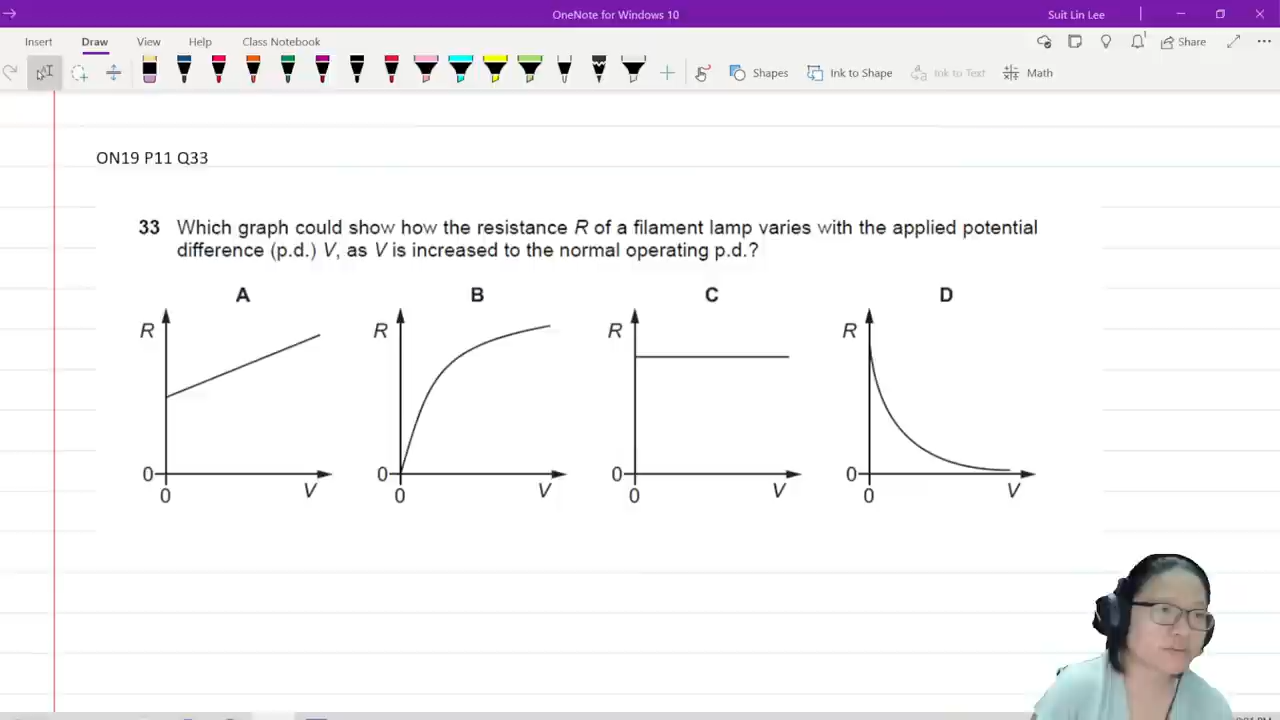 OneNote for Windows 10
Suit Lin Lee
Insert
Draw
View
Help
Class Notebook
Share
Shapes
Ink to Shape
Ink to Text
Math
ON19 P11 Q33
33 Which graph could show how the resistance R of a filament lamp varies with the applied potential
difference (p.d.) V, as V is increased to the normal operating p.d.?
A
B
C
D
R
R
R
R
0
0
0
0
0
V
0
V
0
V
0
V